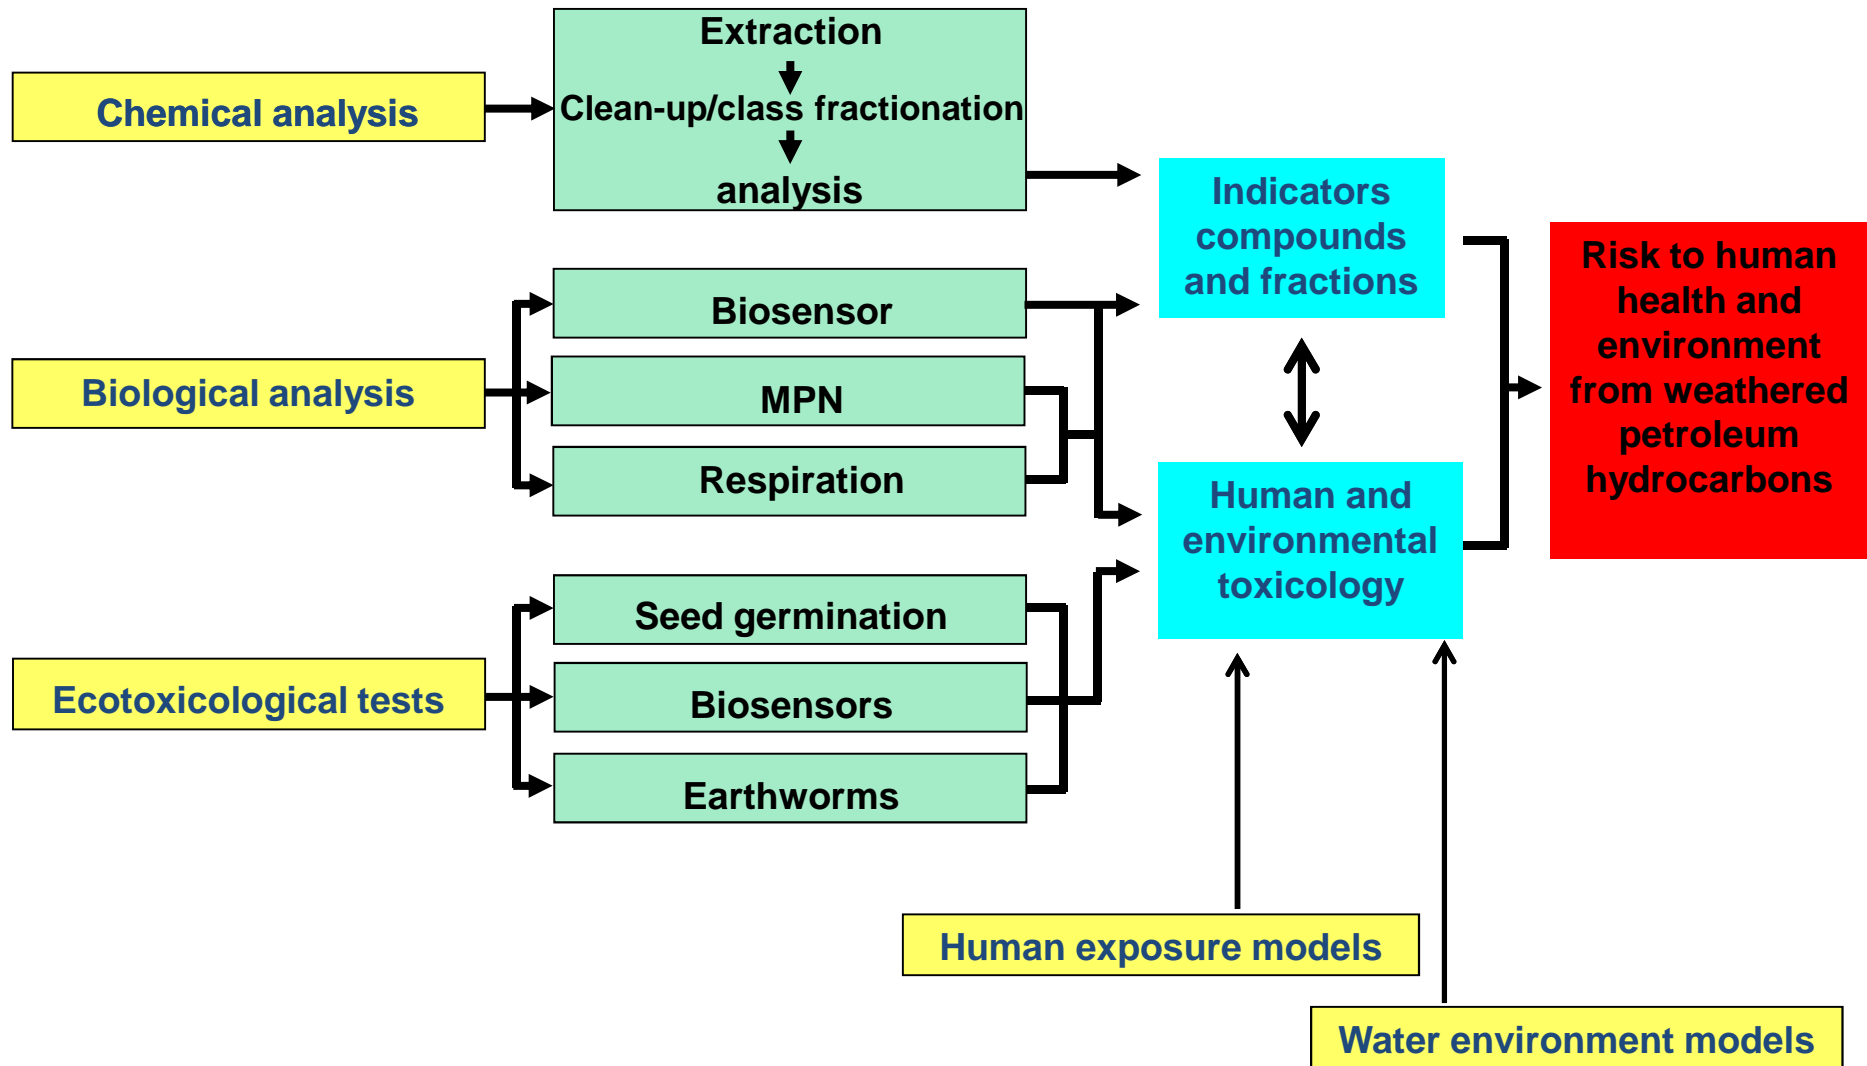 Extraction
Chemical analysis
Clean-up/class fractionation
analysis
Indicators
compounds
and fractions
Biosensor
Biological analysis
MPN
Respiration
Human and
environmental
toxicology
Risk to human
health and
environment
from weathered
petroleum
hydrocarbons
Seed germination
Ecotoxicological tests
Biosensors
Earthworms
Human exposure models
Water environment models